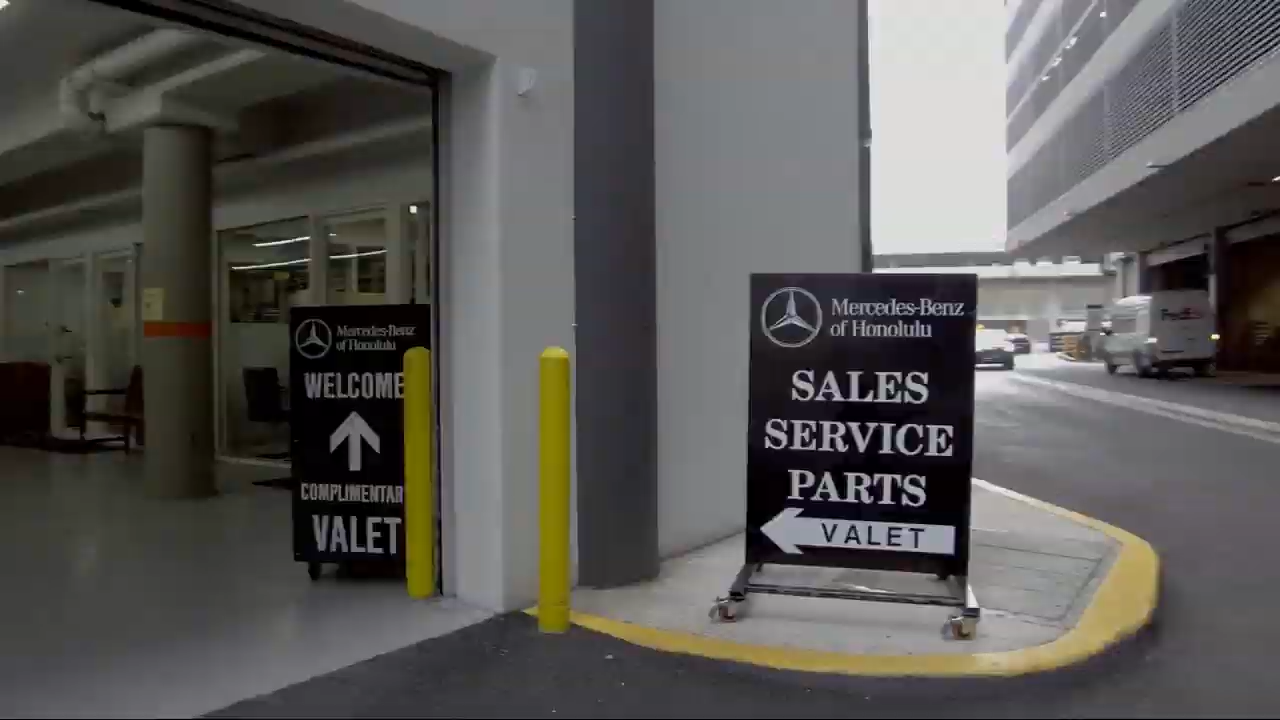 Mercedes-Benz
of Honolulu
WELCOME
COMPLIMENTAR
VALET
Mercedes-Benz
of Honolulu
SALES
SERVICE
PARTS
VALET
FedEx